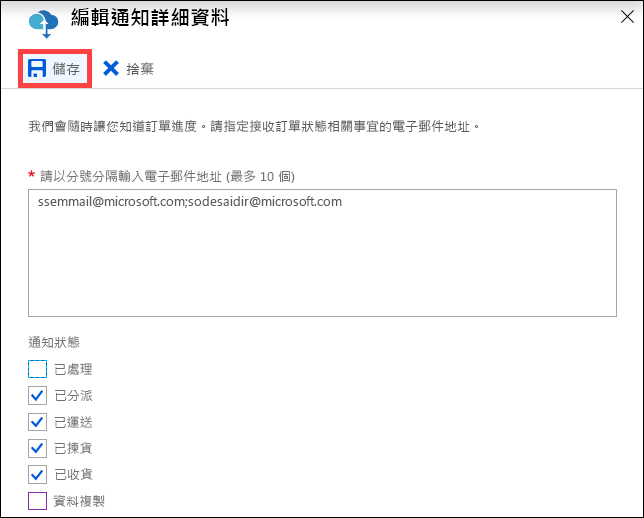 編輯通知詳細資料
儲存 捨棄
我們會隨時讓您知道訂單進度。請指定接收訂單狀態相關事宜的電子郵件地址。
* 請以分號分隔輸入電子郵件地址 (最多 10 個)
ssemmail@microsoft.com;sodesaidir@microsoft.com
通知狀態
已處理
已分派
已運送
已揀貨
已收貨
資料複製